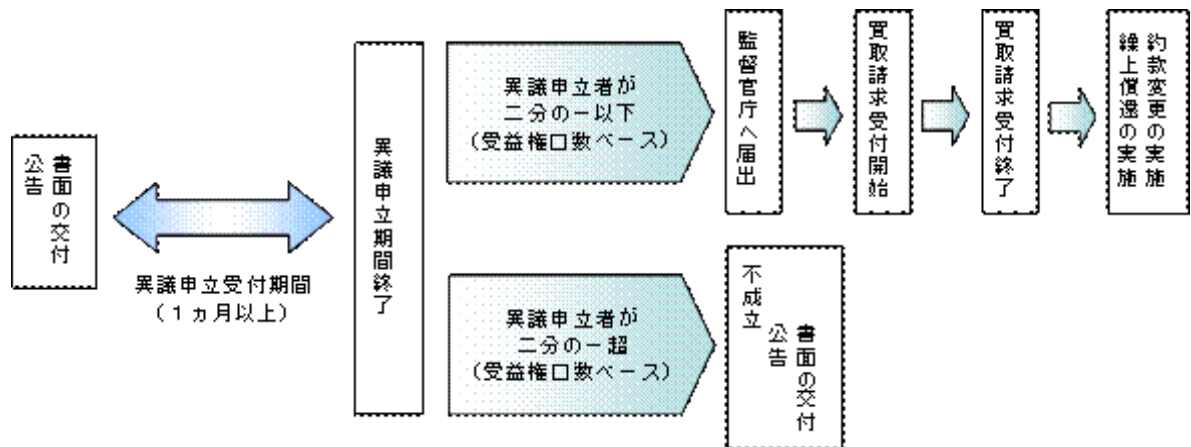 書面の交付
公告
異議申立受付期間
（１ヵ月以上）
異議申立期間終了
異議申立者が
二分の一以下
（受益権口数ベース）
監督官庁へ届出
買取請求受付開始
買取請求受付終了
約款変更の実施
繰上償還の実施
異議申立者が
二分の一超
（受益権口数ベース）
不成立
書面の交付
公告